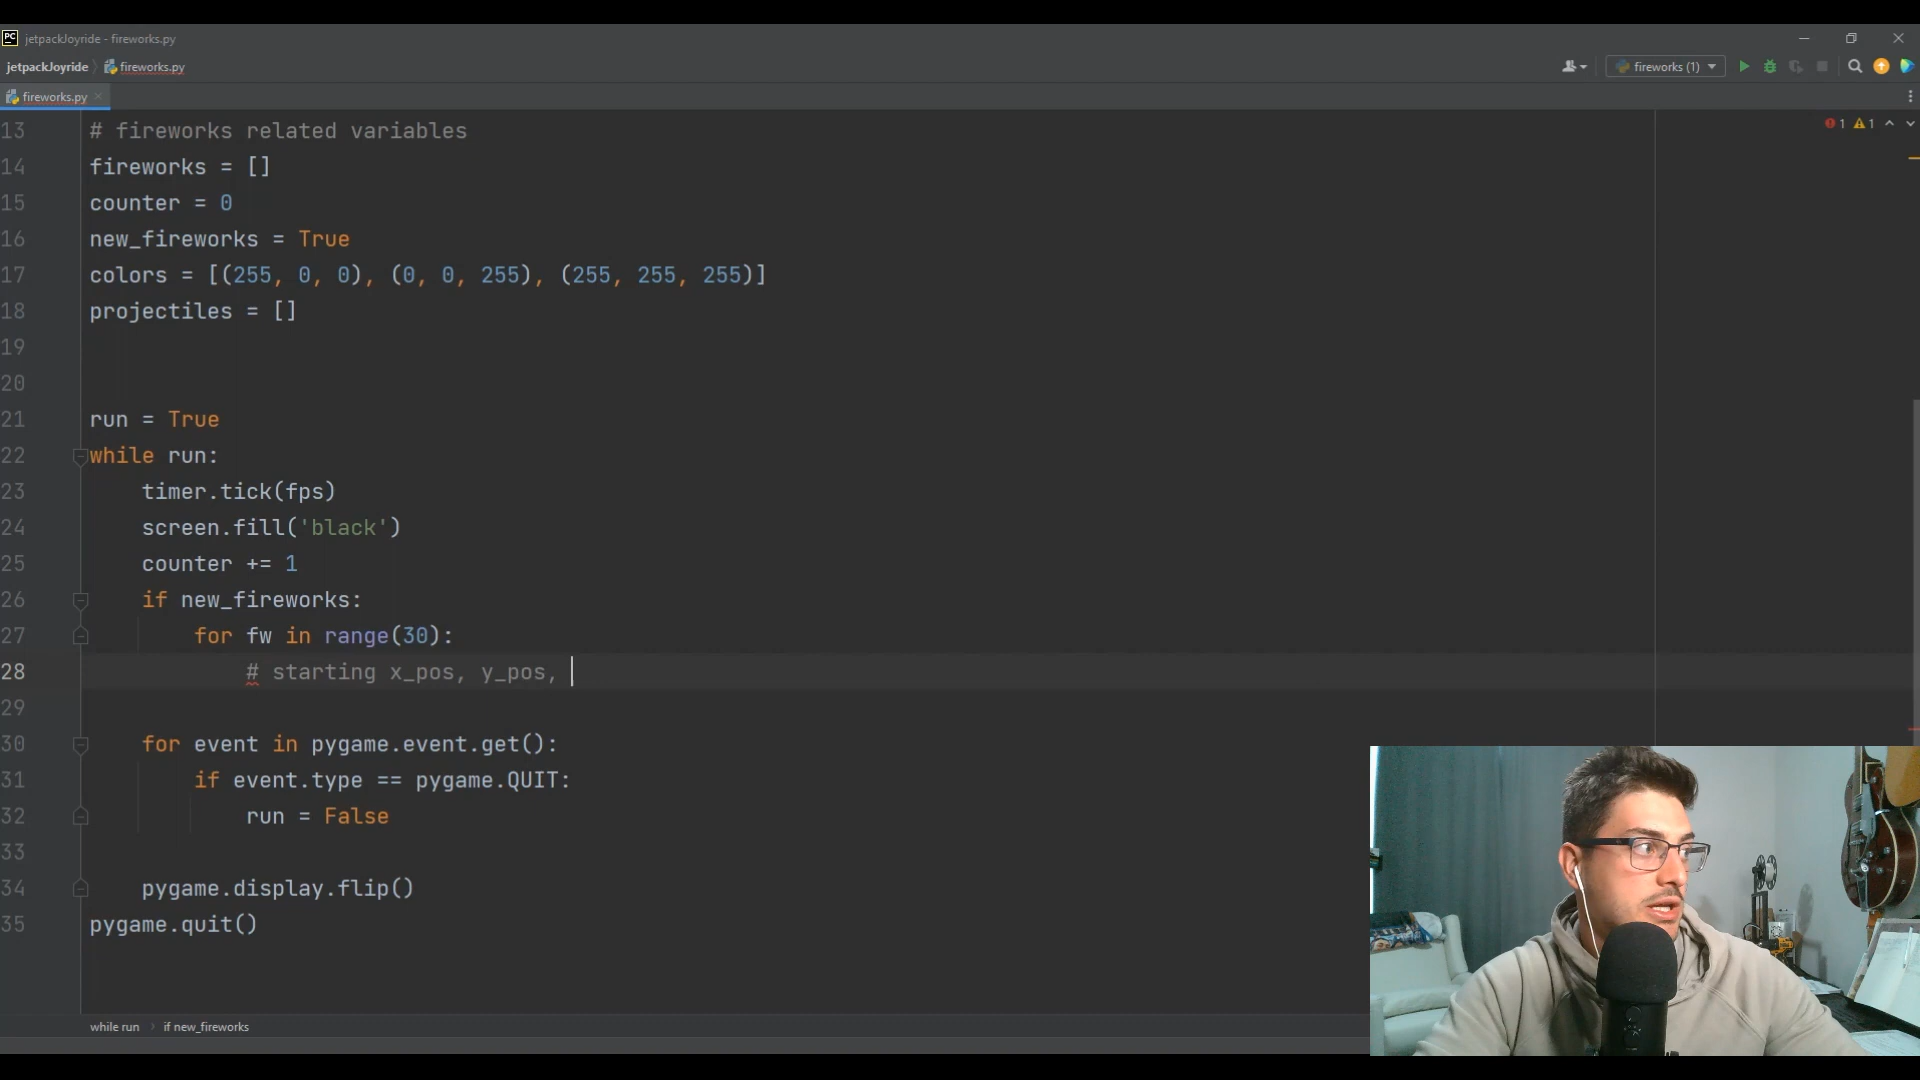 PC jetpackJoyride - fireworks.py
jetpackJoyride fireworks.py
fireworks (1)
fireworks.py
1 1
13 # fireworks related variables
14 fireworks = []
15 counter = 0
16 new_fireworks = True
17 colors = [(255, 0, 0), (0, 0, 255), (255, 255, 255)]
18 projectiles = []
19
20
21 run = True
22 while run:
23 timer.tick(fps)
24 screen.fill('black')
25 counter += 1
26 if new_fireworks:
27 for fw in range(30):
28 # starting x_pos, y_pos,
29
30 for event in pygame.event.get():
31 if event.type == pygame.QUIT:
32 run = False
33
34 pygame.display.flip()
35 pygame.quit()
while run if new_fireworks